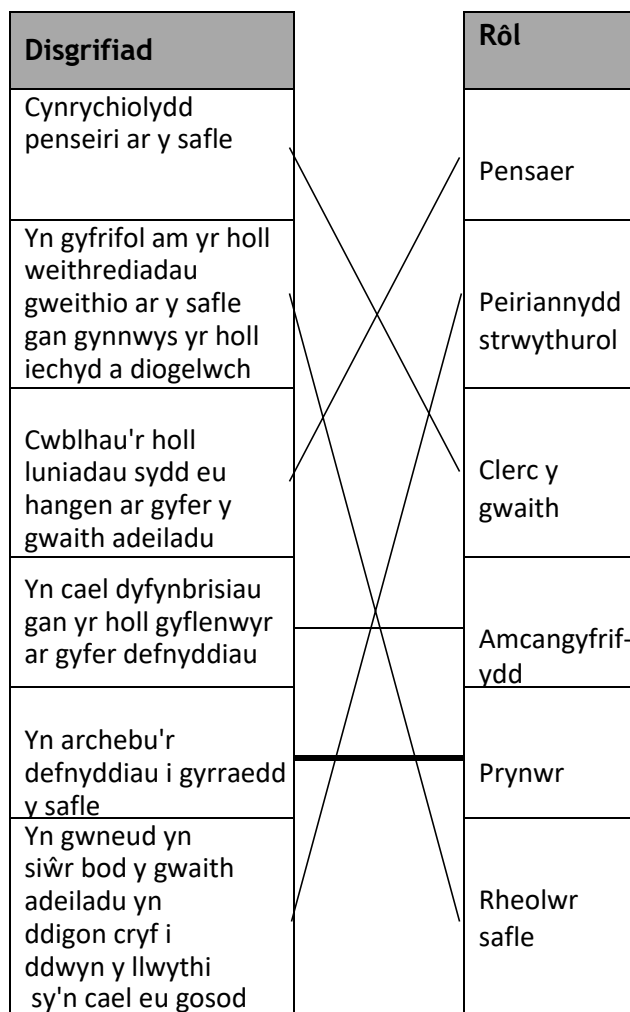 Disgrifiad
Cynrychiolydd
penseiri ar y safle
Yn gyfrifol am yr holl
weithrediadau
gweithio ar y safle
gan gynnwys yr holl
iechyd a diogelwch
Cwblhau'r holl
luniadau sydd eu
hangen ar gyfer y
gwaith adeiladu
Yn cael dyfynbrisiau
gan yr holl gyflenwyr
ar gyfer defnyddiau
Yn archebu'r
defnyddiau i gyrraedd
y safle
Yn gwneud yn
siŵr bod y gwaith
adeiladu yn
ddigon cryf i
ddwyn y llwythi
sy'n cael eu gosod
Rôl
Pensaer
Peiriannydd
strwythurol
Clerc y
gwaith
Amcangyfrif-
ydd
Prynwr
Rheolwr
safle